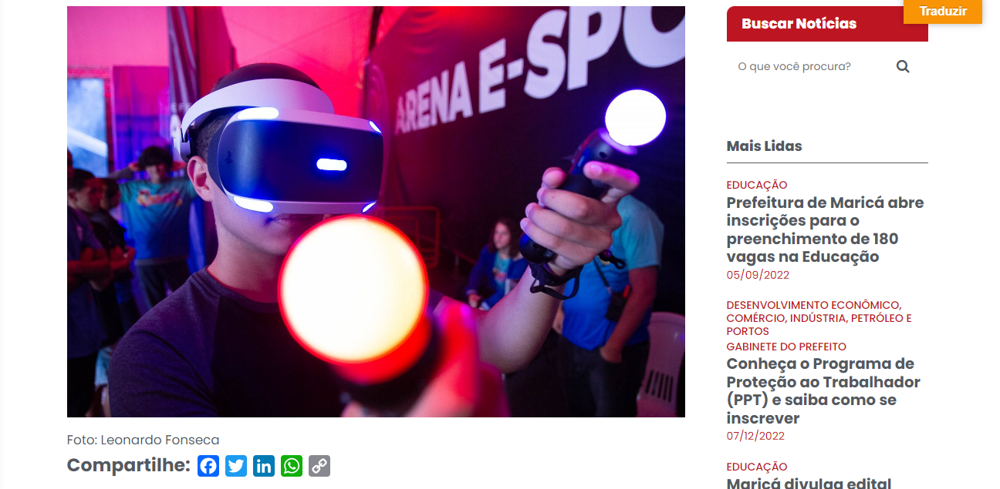 ARENA E-SPO
Foto: Leonardo Fonseca
Compartilhe:
Traduzir
Buscar Notícias
O que você procura?
Mais Lidas
EDUCAÇÃO
Prefeitura de Maricá abre
inscrições para o
preenchimento de 180
vagas na Educação
05/09/2022
DESENVOLVIMENTO ECONÔMICO,
COMÉRCIO, INDÚSTRIA, PETRÓLEO E
PORTOS
GABINETE DO PREFEITO
Conheça o Programa de
Proteção ao Trabalhador
(PPT) e saiba como se
inscrever
07/12/2022
EDUCAÇÃO
Maricá divulga edital